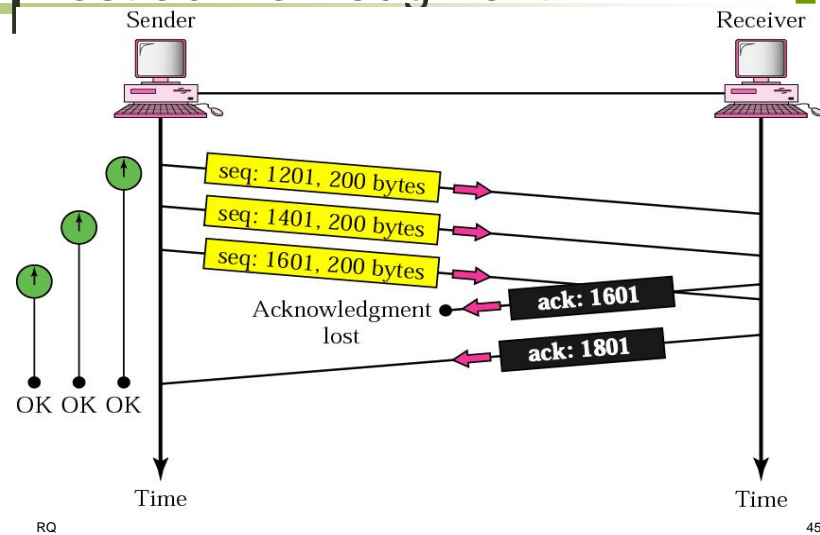 Sender
Receiver
seq: 1201, 200 bytes
seq: 1401, 200 bytes
seq: 1601, 200 bytes
Acknowledgment
lost
ack: 1601
ack: 1801
OK OK OK
Time
Time
RQ
45